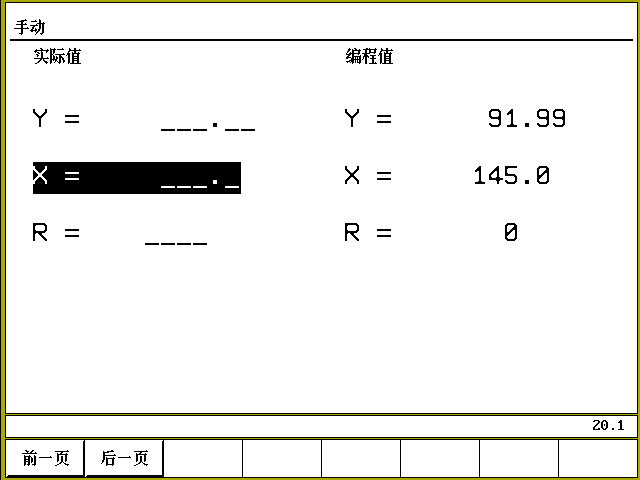 手动
实际值 编程值
Y = ___.__ Y = 91.99
X = ___._ X = 145.0
R = ____ R = 0
20.1
前一页 后一页